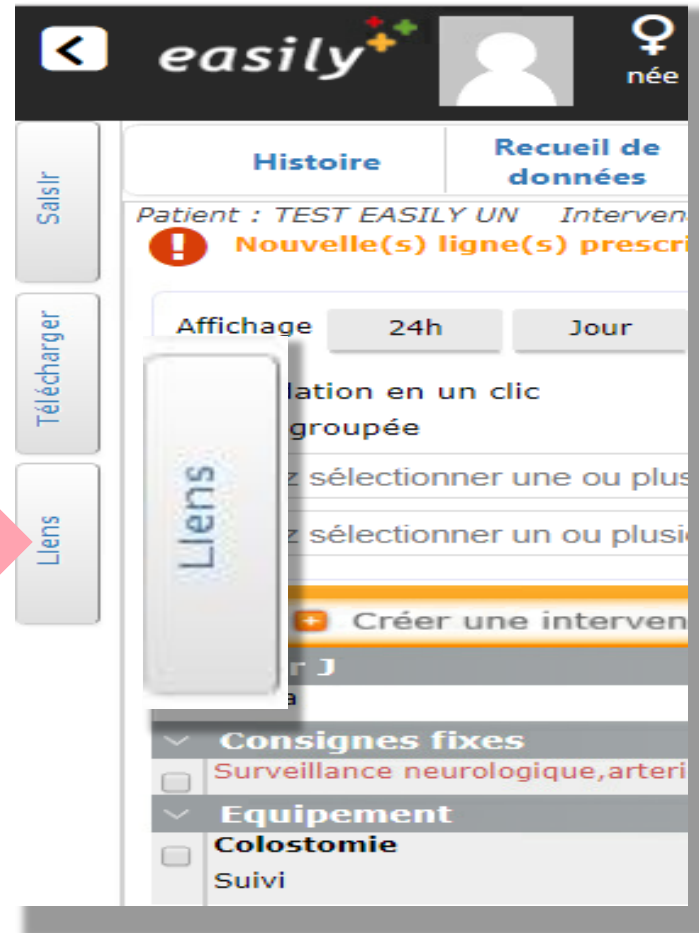 easily
née
Saisir
Télécharger
Liens
Histoire
Recueil de
données
Patient : TEST EASILY UN Interven
Nouvelle(s) ligne(s) prescri
Affichage 24h Jour
lation en un clic
groupée
Liens
z sélectionner une ou plus
z sélectionner un ou plusi
Créer une interven
r J
a
Consignes fixes
Surveillance neurologique,arteri
Equipement
Colostomie
Suivi